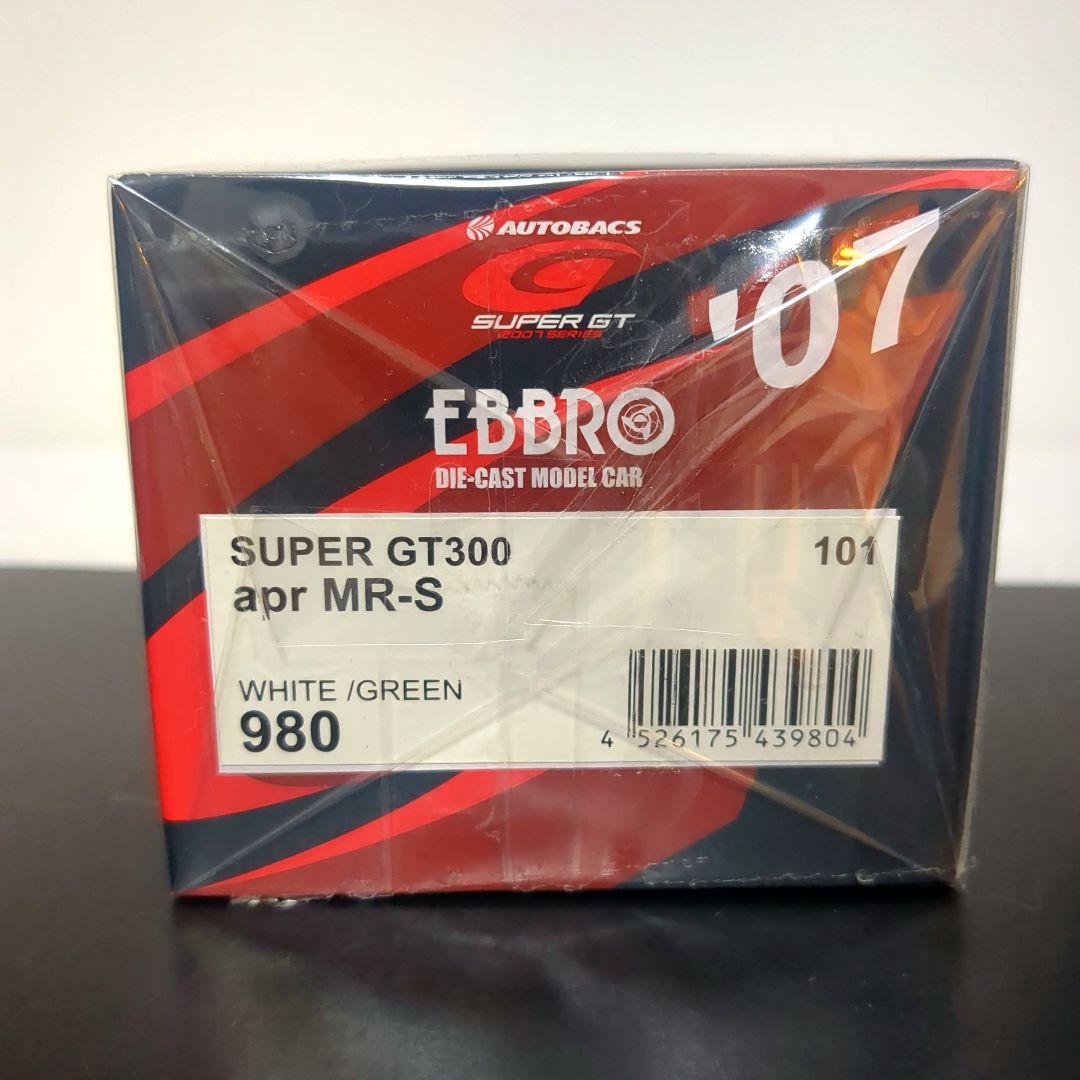 AUTOBACS
SUPER GT
2007 SERIES
'07
EBBRO
DIE-CAST MODEL CAR
SUPER GT300 101
apr MR-S
WHITE /GREEN
980
4 526175 439804